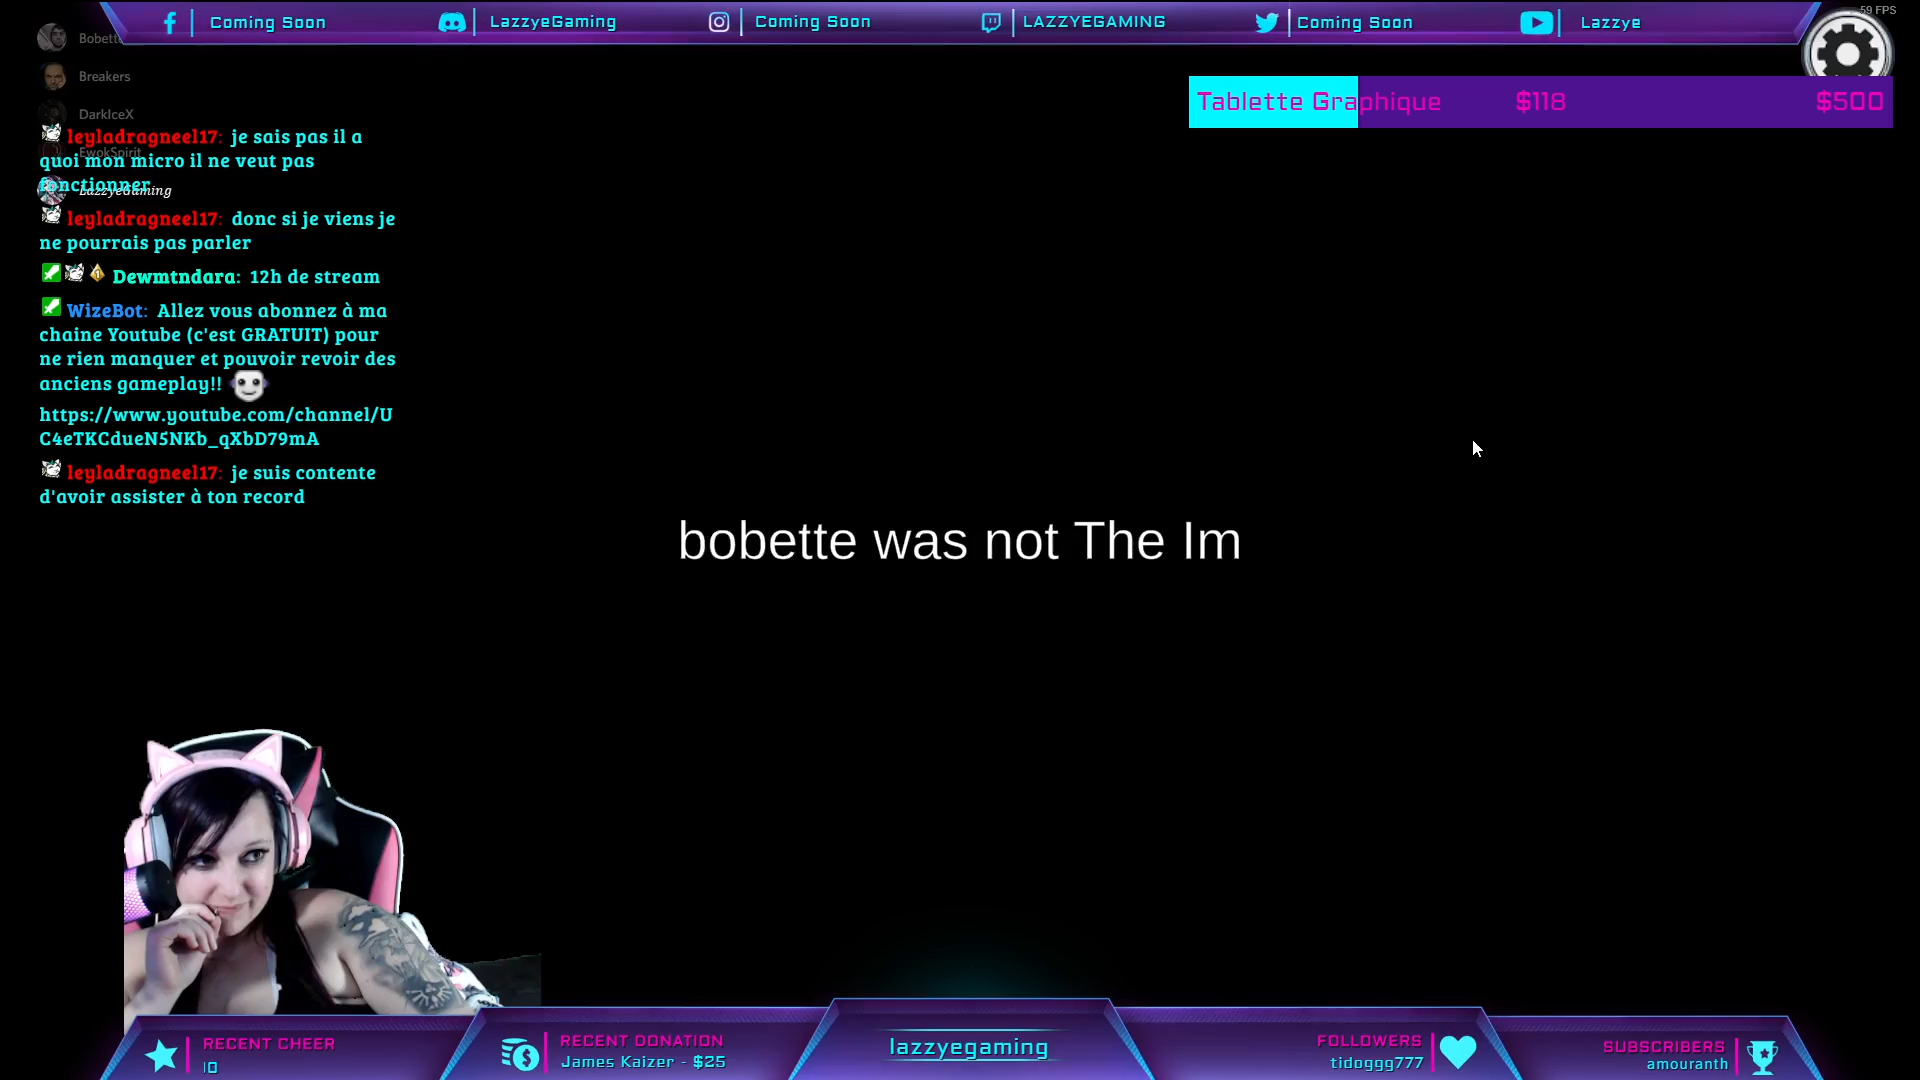 Coming Soon
LazzyeGaming
Coming Soon
LAZZYEGAMING
Coming Soon
Lazzye
59 FPS
Bobette
Breakers
DarkIceX
EwokSpirit
LazzyeGaming
Tablette Graphique $118 $500
leyladragneel17: je sais pas il a
quoi mon micro il ne veut pas
fonctionner
leyladragneel17: donc si je viens je
ne pourrais pas parler
Dewmtndara: 12h de stream
WizeBot: Allez vous abonnez à ma
chaine Youtube (c'est GRATUIT) pour
ne rien manquer et pouvoir revoir des
anciens gameplay!!
https://www.youtube.com/channel/U
C4eTKCdueN5NKb_qXbD79mA
leyladragneel17: je suis contente
d'avoir assister à ton record
bobette was not The Im
RECENT CHEER
10
RECENT DONATION
James Kaizer - $25
lazzyegaming
FOLLOWERS
tidoggg777
SUBSCRIBERS
amouranth